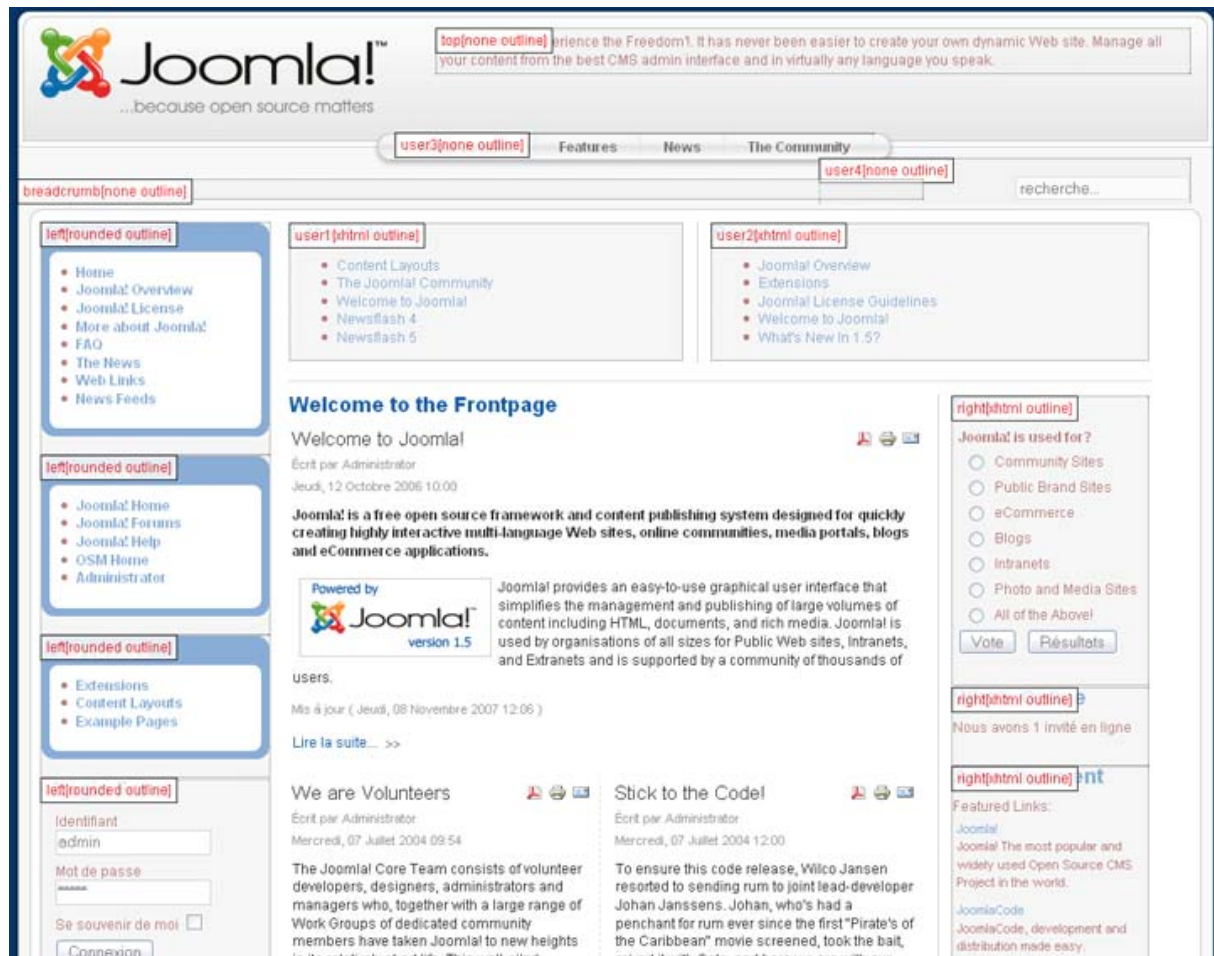 Joomla!™
...because open source matters
top[none outline] erience the Freedom'!. It has never been easier to create your own dynamic Web site. Manage all
your content from the best CMS admin interface and in virtually any language you speak.
user3[none outline] Features News The Community
user4[none outline]
breadcrumb[none outline]
recherche...
left[rounded outline]
Home
Joomla! Overview
Joomla! License
More about Joomla!
FAQ
The News
Web Links
News Feeds
left[rounded outline]
Joomla! Home
Joomla! Forums
Joomla! Help
OSM Home
Administrator
left[rounded outline]
Extensions
Content Layouts
Example Pages
left[rounded outline]
Identifiant
admin
Mot de passe
Se souvenir de moi
Connexion
user1[xhtml outline]
Content Layouts
The Joomla! Community
Welcome to Joomla!
Newsflash 4
Newsflash 5
user2[xhtml outline]
Joomla! Overview
Extensions
Joomla! License Guidelines
Welcome to Joomla!
What's New In 1.5?
Welcome to the Frontpage
Welcome to Joomla!
Écrit par Administrator
Jeudi, 12 Octobre 2006 10:00
Joomla! is a free open source framework and content publishing system designed for quickly
creating highly interactive multi-language Web sites, online communities, media portals, blogs
and eCommerce applications.
Powered by
Joomla!™
version 1.5
Joomla! provides an easy-to-use graphical user interface that
simplifies the management and publishing of large volumes of
content including HTML, documents, and rich media. Joomla! is
used by organisations of all sizes for Public Web sites, Intranets,
and Extranets and is supported by a community of thousands of
users.
Mis à jour ( Jeudi, 08 Novembre 2007 12:06 )
Lire la suite... >>
We are Volunteers
Écrit par Administrator
Mercredi, 07 Juillet 2004 09:54
The Joomla! Core Team consists of volunteer
developers, designers, administrators and
managers who, together with a large range of
Work Groups of dedicated community
members have taken Joomla! to new heights
Stick to the Code!
Écrit par Administrator
Mercredi, 07 Juillet 2004 12:00
To ensure this code release, Wilco Jansen
resorted to sending rum to joint lead-developer
Johan Janssens. Johan, who's had a
penchant for rum ever since the first "Pirate's of
the Caribbean" movie screened, took the bait,
right[xhtml outline]
Joomla! is used for?
Community Sites
Public Brand Sites
eCommerce
Blogs
Intranets
Photo and Media Sites
All of the Above!
Vote Résultats
right[xhtml outline] e
Nous avons 1 invité en ligne
right[xhtml outline] ent
Featured Links:
Joomla!
Joomla! The most popular and
widely used Open Source CMS
Project in the world.
JoomlaCode
JoomlaCode, development and
distribution made easy.